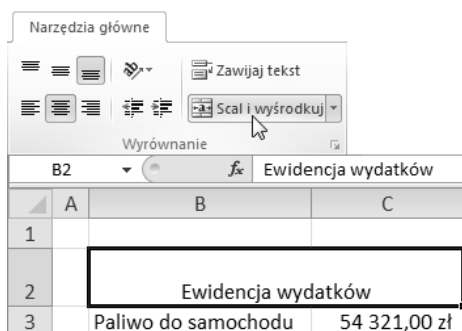 Narzędzia główne
Zawijaj tekst
Scal i wyśrodkuj
Wyrównanie
B2 fx Ewidencja wydatków
A B C
1
2 Ewidencja wydatków
3 Paliwo do samochodu 54 321,00 zł